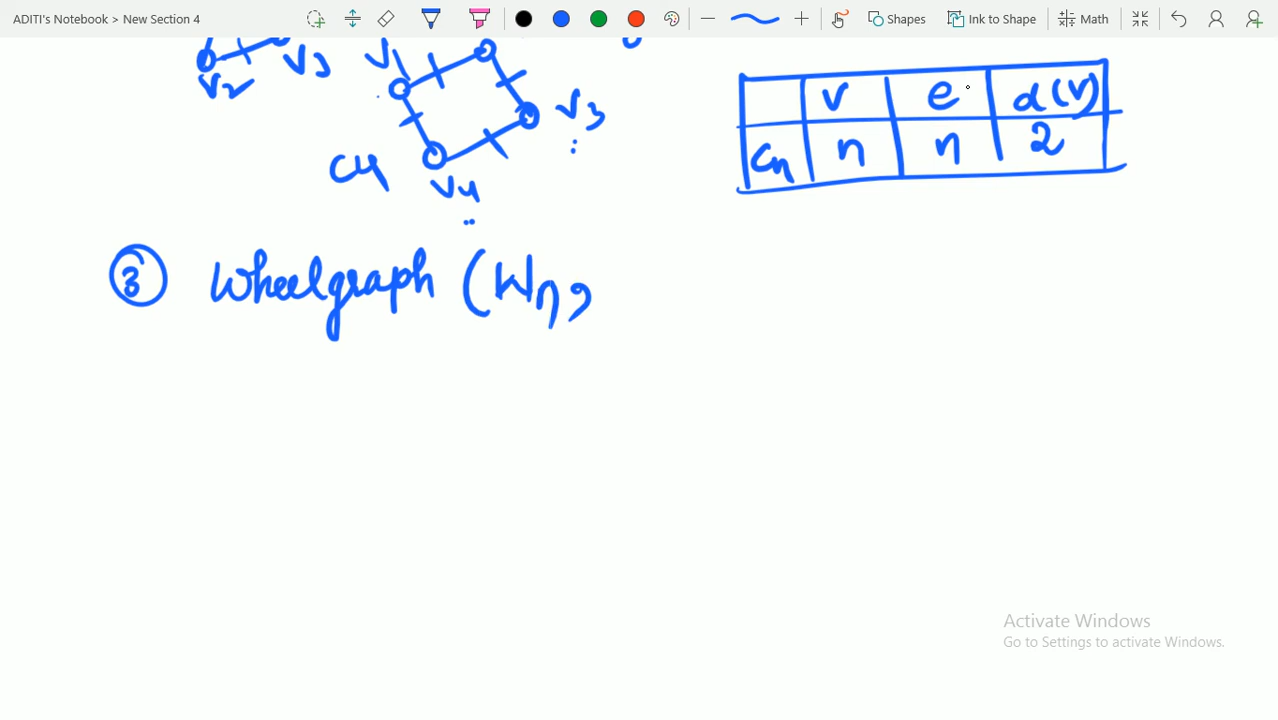 ADITI's Notebook > New Section 4
Shapes
Ink to Shape
Math
V1
V2
V3
V3
C4
V4
V e d(V)
Cn n n 2
③ Wheelgraph (Wn,
Activate Windows
Go to Settings to activate Windows.